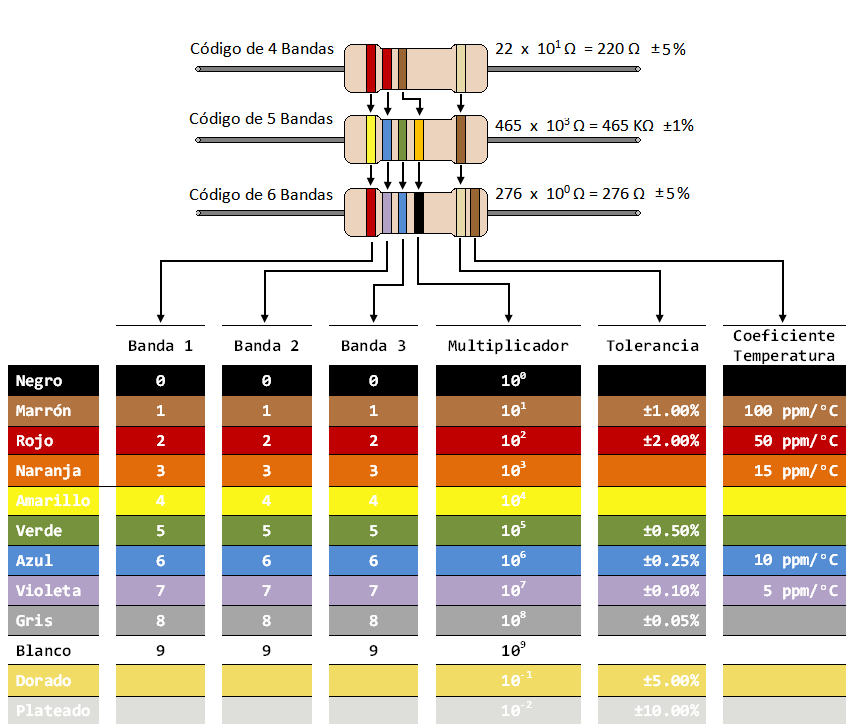 Código de 4 Bandas
22 x 10¹ Ω = 220 Ω ±5%
Código de 5 Bandas
465 x 10³ Ω = 465 KΩ ±1%
Código de 6 Bandas
276 x 10⁰ Ω = 276 Ω ±5%
Banda 1 Banda 2 Banda 3 Multiplicador Tolerancia Coeficiente Temperatura
Negro 0 0 0 10⁰
Marrón 1 1 1 10¹ ±1.00% 100 ppm/°C
Rojo 2 2 2 10² ±2.00% 50 ppm/°C
Naranja 3 3 3 10³ 15 ppm/°C
Amarillo 4 4 4 10⁴
Verde 5 5 5 10⁵ ±0.50%
Azul 6 6 6 10⁶ ±0.25% 10 ppm/°C
Violeta 7 7 7 10⁷ ±0.10% 5 ppm/°C
Gris 8 8 8 10⁸ ±0.05%
Blanco 9 9 9 10⁹
Dorado 10⁻¹ ±5.00%
Plateado 10⁻² ±10.00%